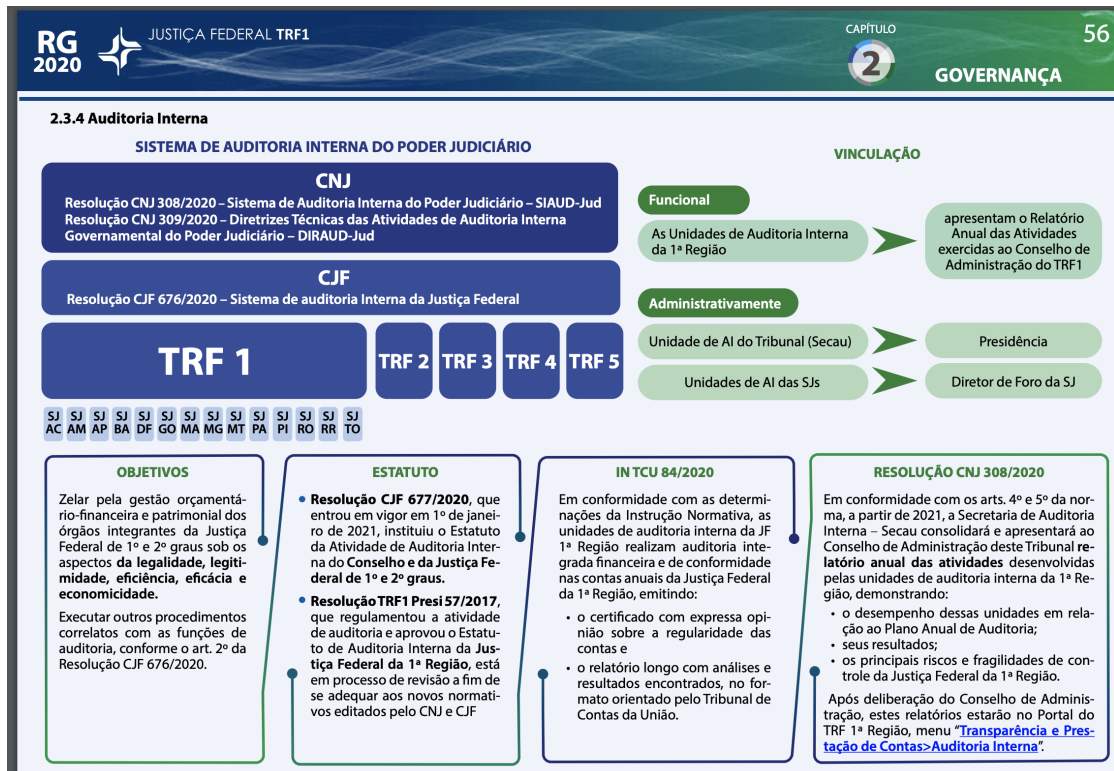 RG
2020
JUSTIÇA FEDERAL TRF1
CAPÍTULO
2
GOVERNANÇA
56
2.3.4 Auditoria Interna
SISTEMA DE AUDITORIA INTERNA DO PODER JUDICIÁRIO
CNJ
Resolução CNJ 308/2020 – Sistema de Auditoria Interna do Poder Judiciário – SIAUD-Jud
Resolução CNJ 309/2020 – Diretrizes Técnicas das Atividades de Auditoria Interna
Governamental do Poder Judiciário – DIRAUD-Jud
CJF
Resolução CJF 676/2020 – Sistema de auditoria Interna da Justiça Federal
TRF 1
TRF 2
TRF 3
TRF 4
TRF 5
SJ AC
SJ AM
SJ AP
SJ BA
SJ DF
SJ GO
SJ MA
SJ MG
SJ MT
SJ PA
SJ PI
SJ RO
SJ RR
SJ TO
VINCULAÇÃO
Funcional
As Unidades de Auditoria Interna
da 1ª Região
apresentam o Relatório
Anual das Atividades
exercidas ao Conselho de
Administração do TRF1
Administrativamente
Unidade de AI do Tribunal (Secau)
Presidência
Unidades de AI das SJs
Diretor de Foro da SJ
OBJETIVOS
Zelar pela gestão orçamentá-
rio-financeira e patrimonial dos
órgãos integrantes da Justiça
Federal de 1º e 2º graus sob os
aspectos da legalidade, legiti-
midade, eficiência, eficácia e
economicidade.
Executar outros procedimentos
correlatos com as funções de
auditoria, conforme o art. 2º da
Resolução CJF 676/2020.
ESTATUTO
• Resolução CJF 677/2020, que
entrou em vigor em 1º de janei-
ro de 2021, instituiu o Estatuto
da Atividade de Auditoria Inter-
na do Conselho e da Justiça Fe-
deral de 1º e 2º graus.
• Resolução TRF1 Presi 57/2017,
que regulamentou a atividade
de auditoria e aprovou o Estatu-
to de Auditoria Interna da Jus-
tiça Federal da 1ª Região, está
em processo de revisão a fim de
se adequar aos novos normati-
vos editados pelo CNJ e CJF
IN TCU 84/2020
Em conformidade com as determi-
nações da Instrução Normativa, as
unidades de auditoria interna da JF
1ª Região realizam auditoria inte-
grada financeira e de conformidade
nas contas anuais da Justiça Federal
da 1ª Região, emitindo:
• o certificado com expressa opi-
nião sobre a regularidade das
contas e
• o relatório longo com análises e
resultados encontrados, no for-
mato orientado pelo Tribunal de
Contas da União.
RESOLUÇÃO CNJ 308/2020
Em conformidade com os arts. 4º e 5º da nor-
ma, a partir de 2021, a Secretaria de Auditoria
Interna – Secau consolidará e apresentará ao
Conselho de Administração deste Tribunal re-
latório anual das atividades desenvolvidas
pelas unidades de auditoria interna da 1ª Re-
gião, demonstrando:
• o desempenho dessas unidades em rela-
ção ao Plano Anual de Auditoria;
• seus resultados;
• os principais riscos e fragilidades de con-
trole da Justiça Federal da 1ª Região.
Após deliberação do Conselho de Adminis-
tração, estes relatórios estarão no Portal do
TRF 1ª Região, menu “Transparência e Pres-
tação de Contas>Auditoria Interna”.